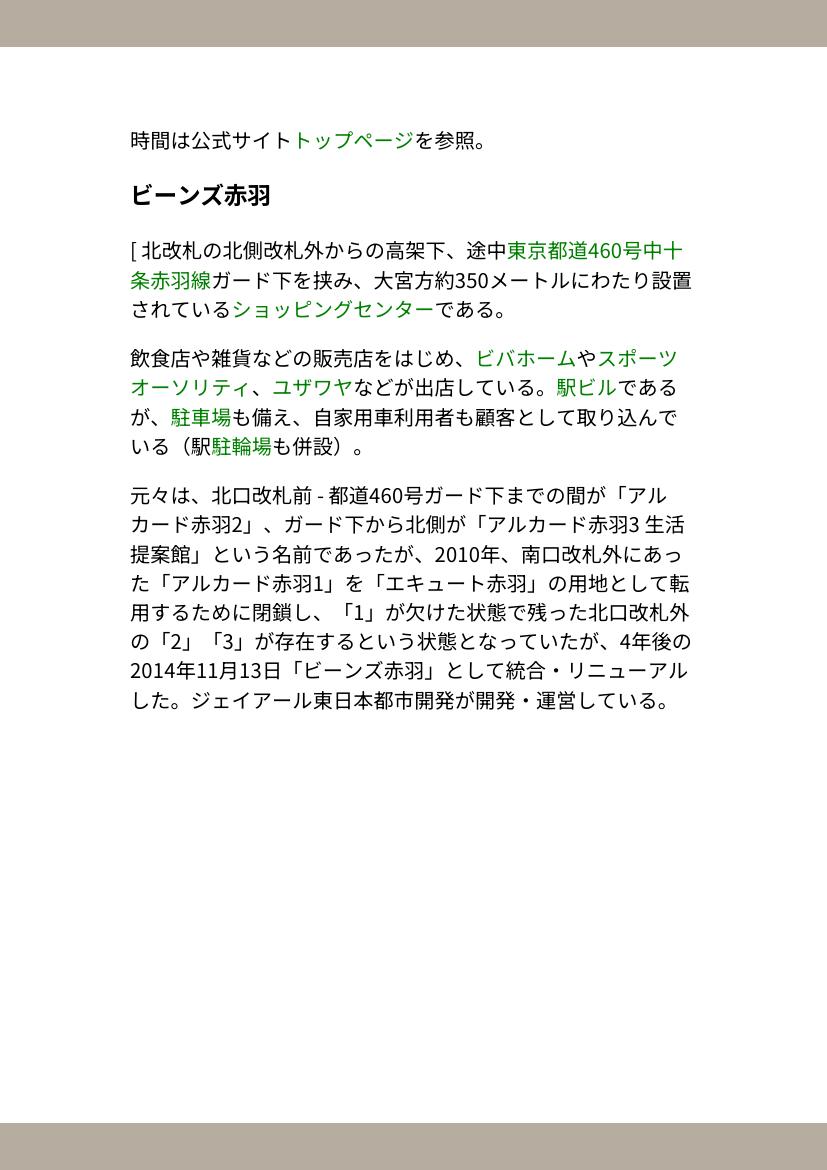 時間は公式サイトトップページを参照。
ビーンズ赤羽
[ 北改札の北側改札外からの高架下、途中東京都道460号中十
条赤羽線ガード下を挟み、大宮方約350メートルにわたり設置
されているショッピングセンターである。
飲食店や雑貨などの販売店をはじめ、ビバホームやスポーツ
オーソリティ、ユザワヤなどが出店している。駅ビルである
が、駐車場も備え、自家用車利用者も顧客として取り込んで
いる（駅駐輪場も併設）。
元々は、北口改札前 - 都道460号ガード下までの間が「アル
カード赤羽2」、ガード下から北側が「アルカード赤羽3 生活
提案館」という名前であったが、2010年、南口改札外にあっ
た「アルカード赤羽1」を「エキュート赤羽」の用地として転
用するために閉鎖し、「1」が欠けた状態で残った北口改札外
の「2」「3」が存在するという状態となっていたが、4年後の
2014年11月13日「ビーンズ赤羽」として統合・リニューアル
した。ジェイアール東日本都市開発が開発・運営している。